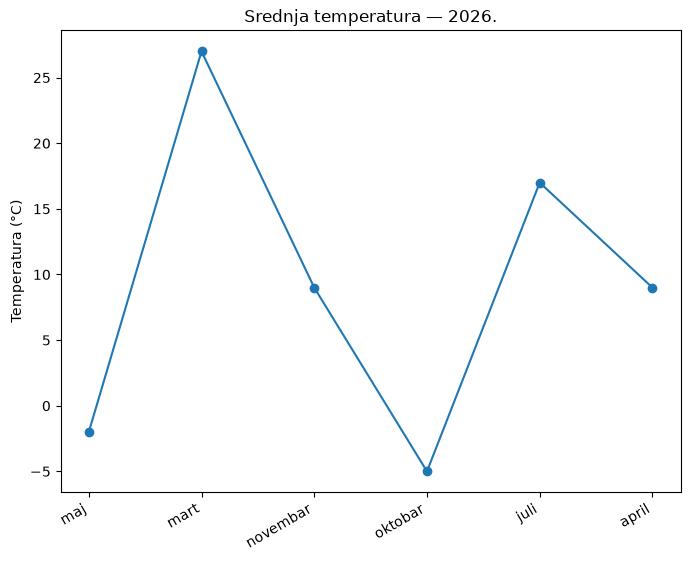 Srednja temperatura — 2026.
Temperatura (°C)
25
20
15
10
5
0
−5
maj
mart
novembar
oktobar
juli
april